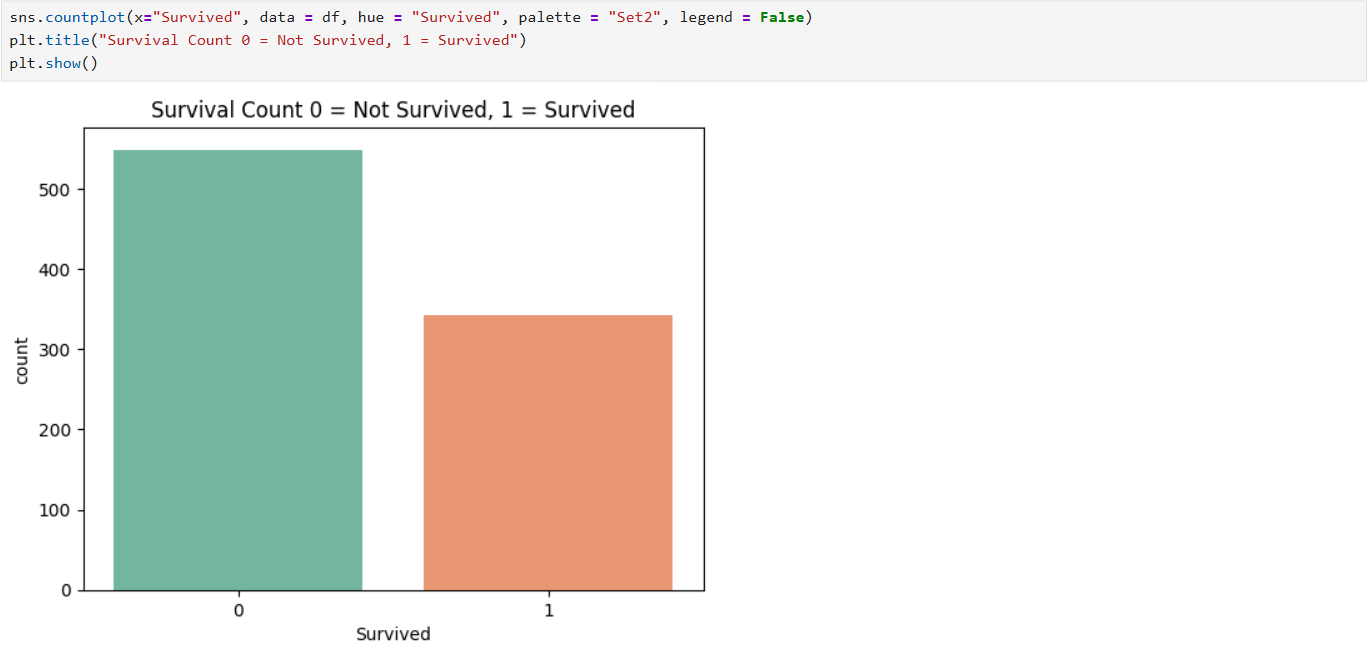 sns.countplot(x="Survived", data = df, hue = "Survived", palette = "Set2", legend = False)
plt.title("Survival Count 0 = Not Survived, 1 = Survived")
plt.show()
Survival Count 0 = Not Survived, 1 = Survived
500
400
300
200
100
0
count
0 1
Survived